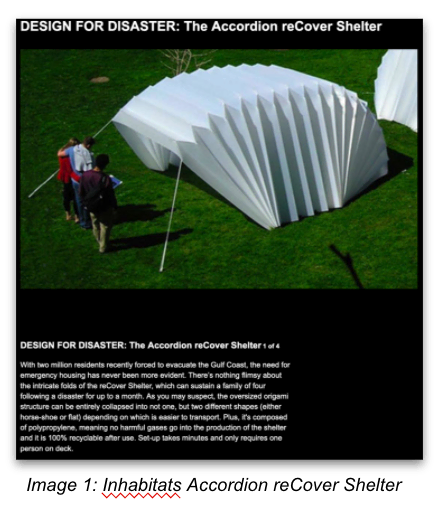 DESIGN FOR DISASTER: The Accordion reCover Shelter
DESIGN FOR DISASTER: The Accordion reCover Shelter 1 of 4
With two million residents recently forced to evacuate the Gulf Coast, the need for
emergency housing has never been more evident. There's nothing flimsy about
the intricate folds of the reCover Shelter, which can sustain a family of four
following a disaster for up to a month. As you may suspect, the oversized origami
structure can be entirely collapsed into not one, but two different shapes (either
horse-shoe or flat) depending on which is easier to transport. Plus, it's composed
of polypropylene, meaning no harmful gases go into the production of the shelter
and it is 100% recyclable after use. Set-up takes minutes and only requires one
person on deck.
Image 1: Inhabitats Accordion reCover Shelter